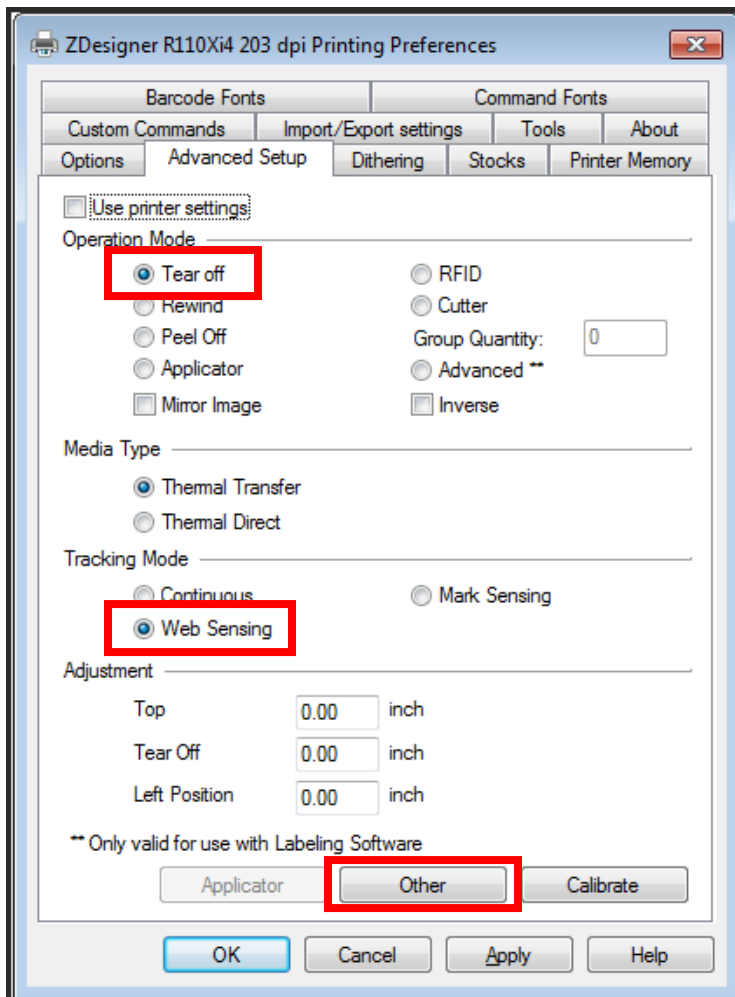 ZDesigner R110Xi4 203 dpi Printing Preferences
Barcode Fonts Command Fonts
Custom Commands Import/Export settings Tools About
Options Advanced Setup Dithering Stocks Printer Memory
Use printer settings
Operation Mode
Tear off RFID
Rewind Cutter
Peel Off Group Quantity: 0
Applicator Advanced **
Mirror Image Inverse
Media Type
Thermal Transfer
Thermal Direct
Tracking Mode
Continuous Mark Sensing
Web Sensing
Adjustment
Top 0.00 inch
Tear Off 0.00 inch
Left Position 0.00 inch
** Only valid for use with Labeling Software
Applicator Other Calibrate
OK Cancel Apply Help